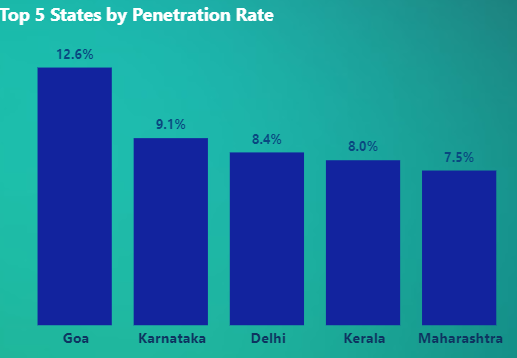 Top 5 States by Penetration Rate
12.6%
9.1%
8.4%
8.0%
7.5%
Goa
Karnataka
Delhi
Kerala
Maharashtra